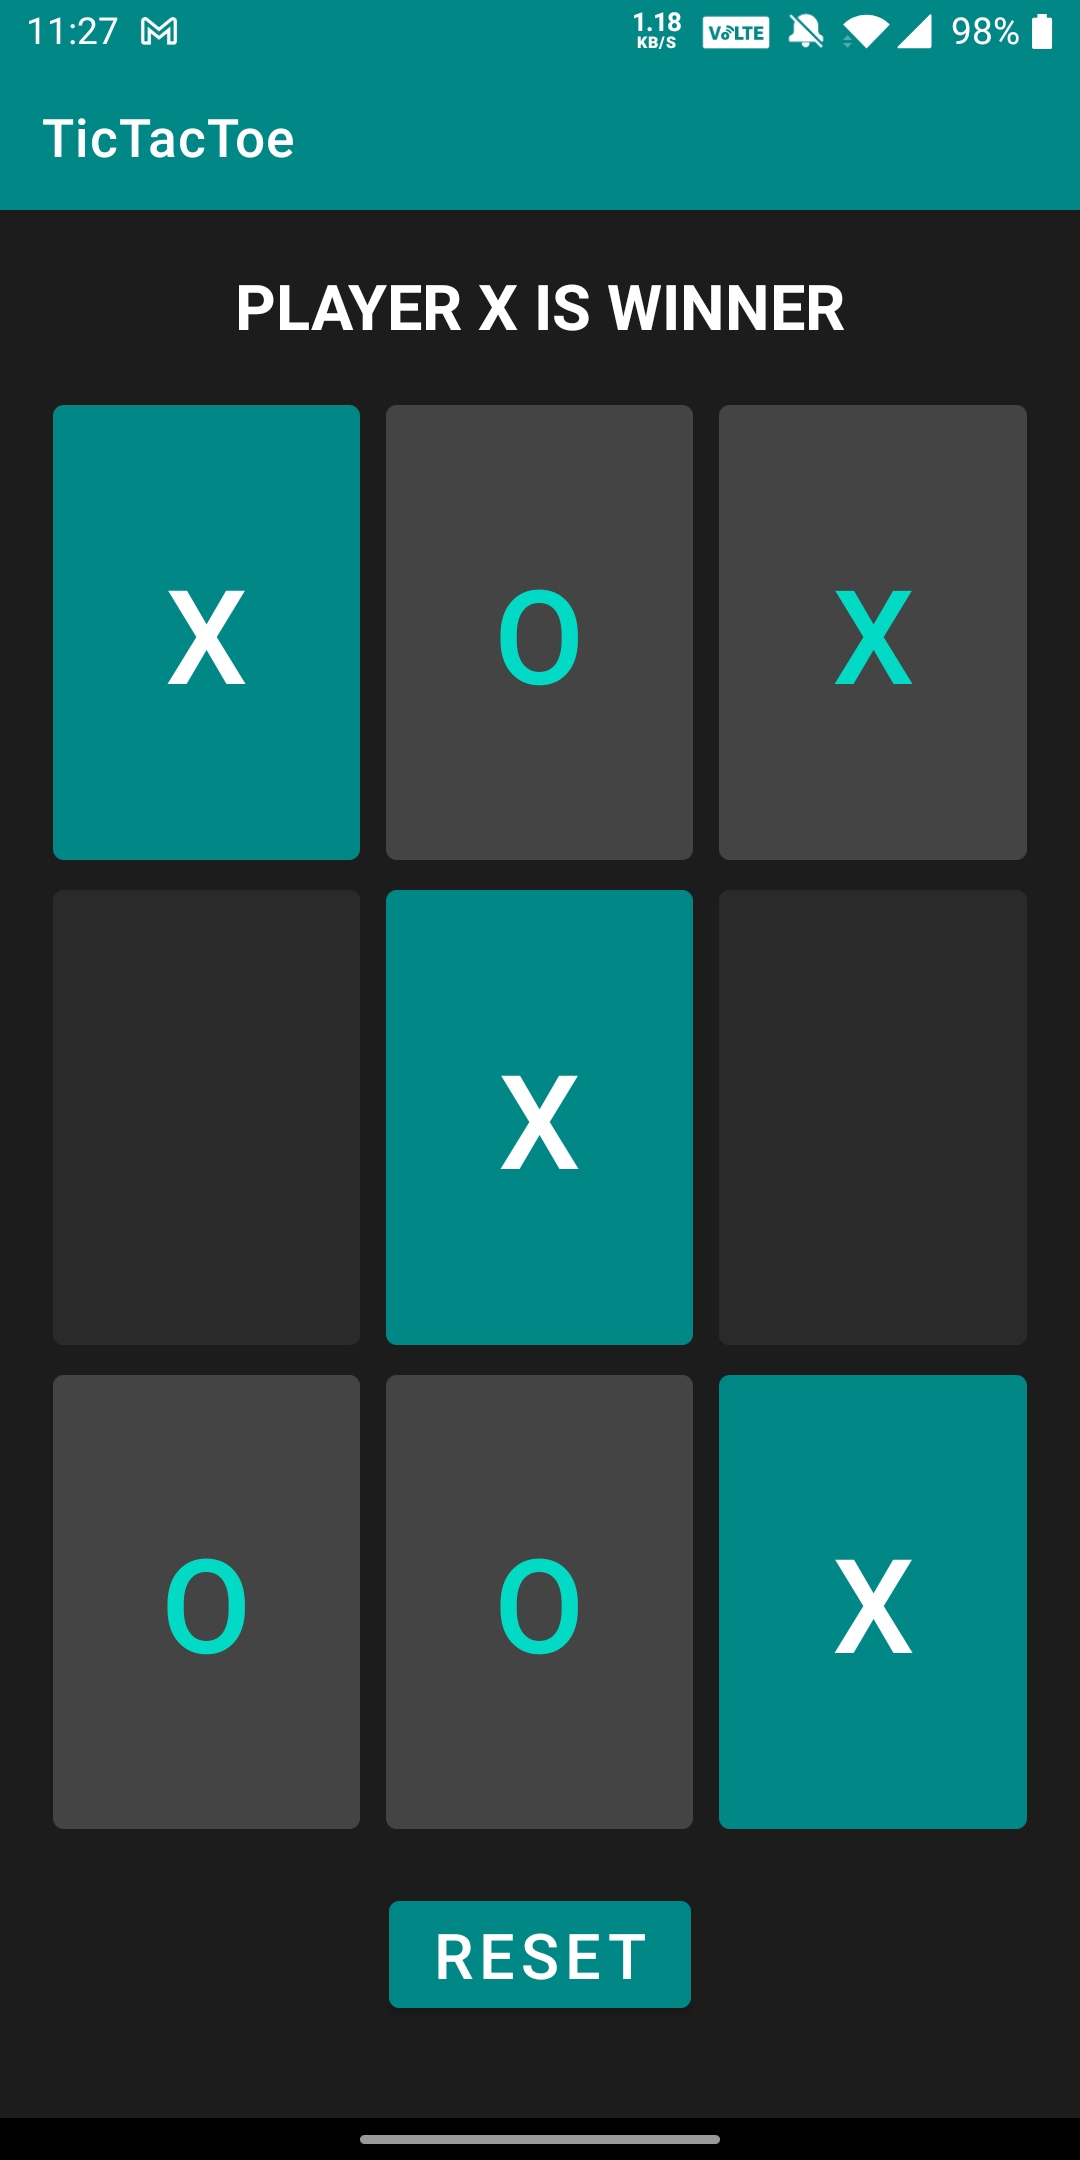 11:27 1.18 KB/S VoLTE 98%
TicTacToe
PLAYER X IS WINNER
X O X
X
O O X
RESET